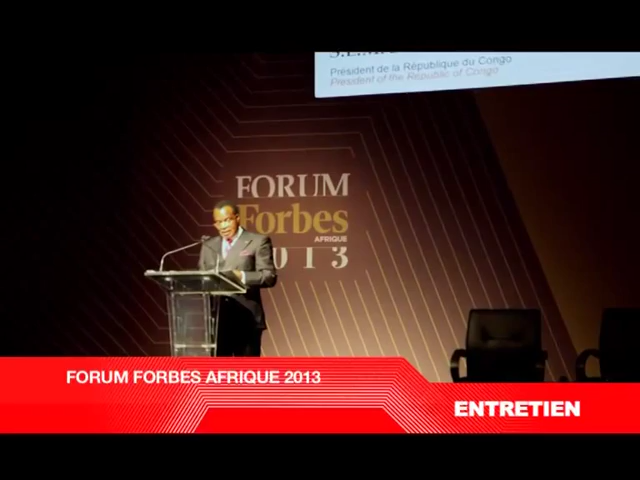 Président de la République du Congo
President of the Republic of Congo
FORUM
Forbes
AFRIQUE
2013
FORUM FORBES AFRIQUE 2013
ENTRETIEN